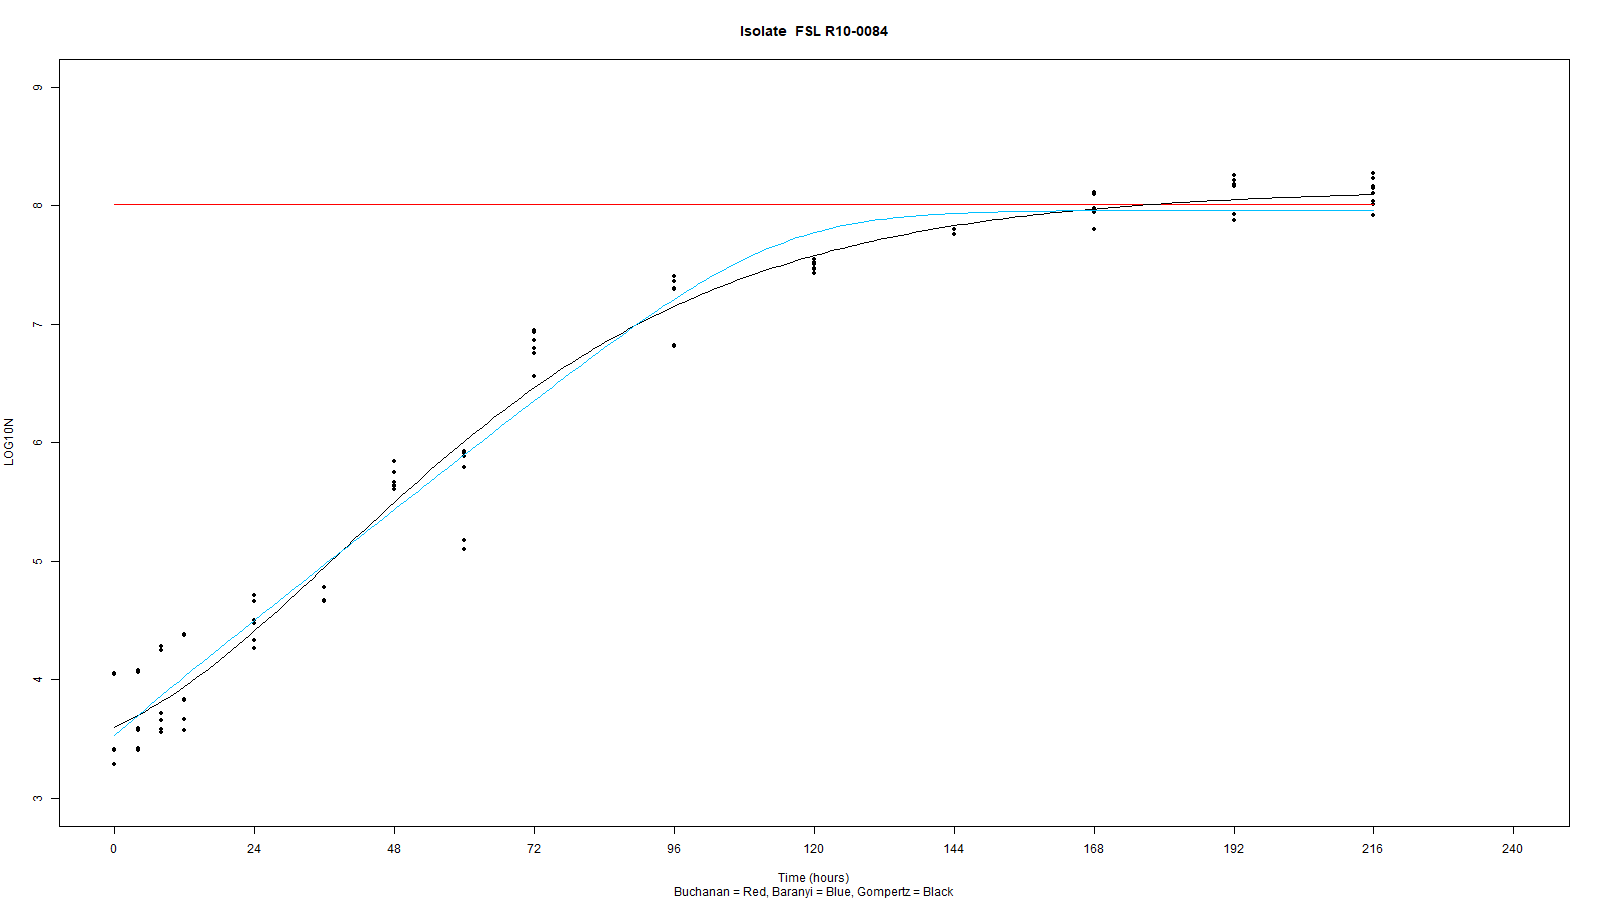 Isolate  FSL R10-0084
LOG10N
9
8
7
6
5
4
3
0 24 48 72 96 120 144 168 192 216 240
Time (hours)
Buchanan = Red, Baranyi = Blue, Gompertz = Black